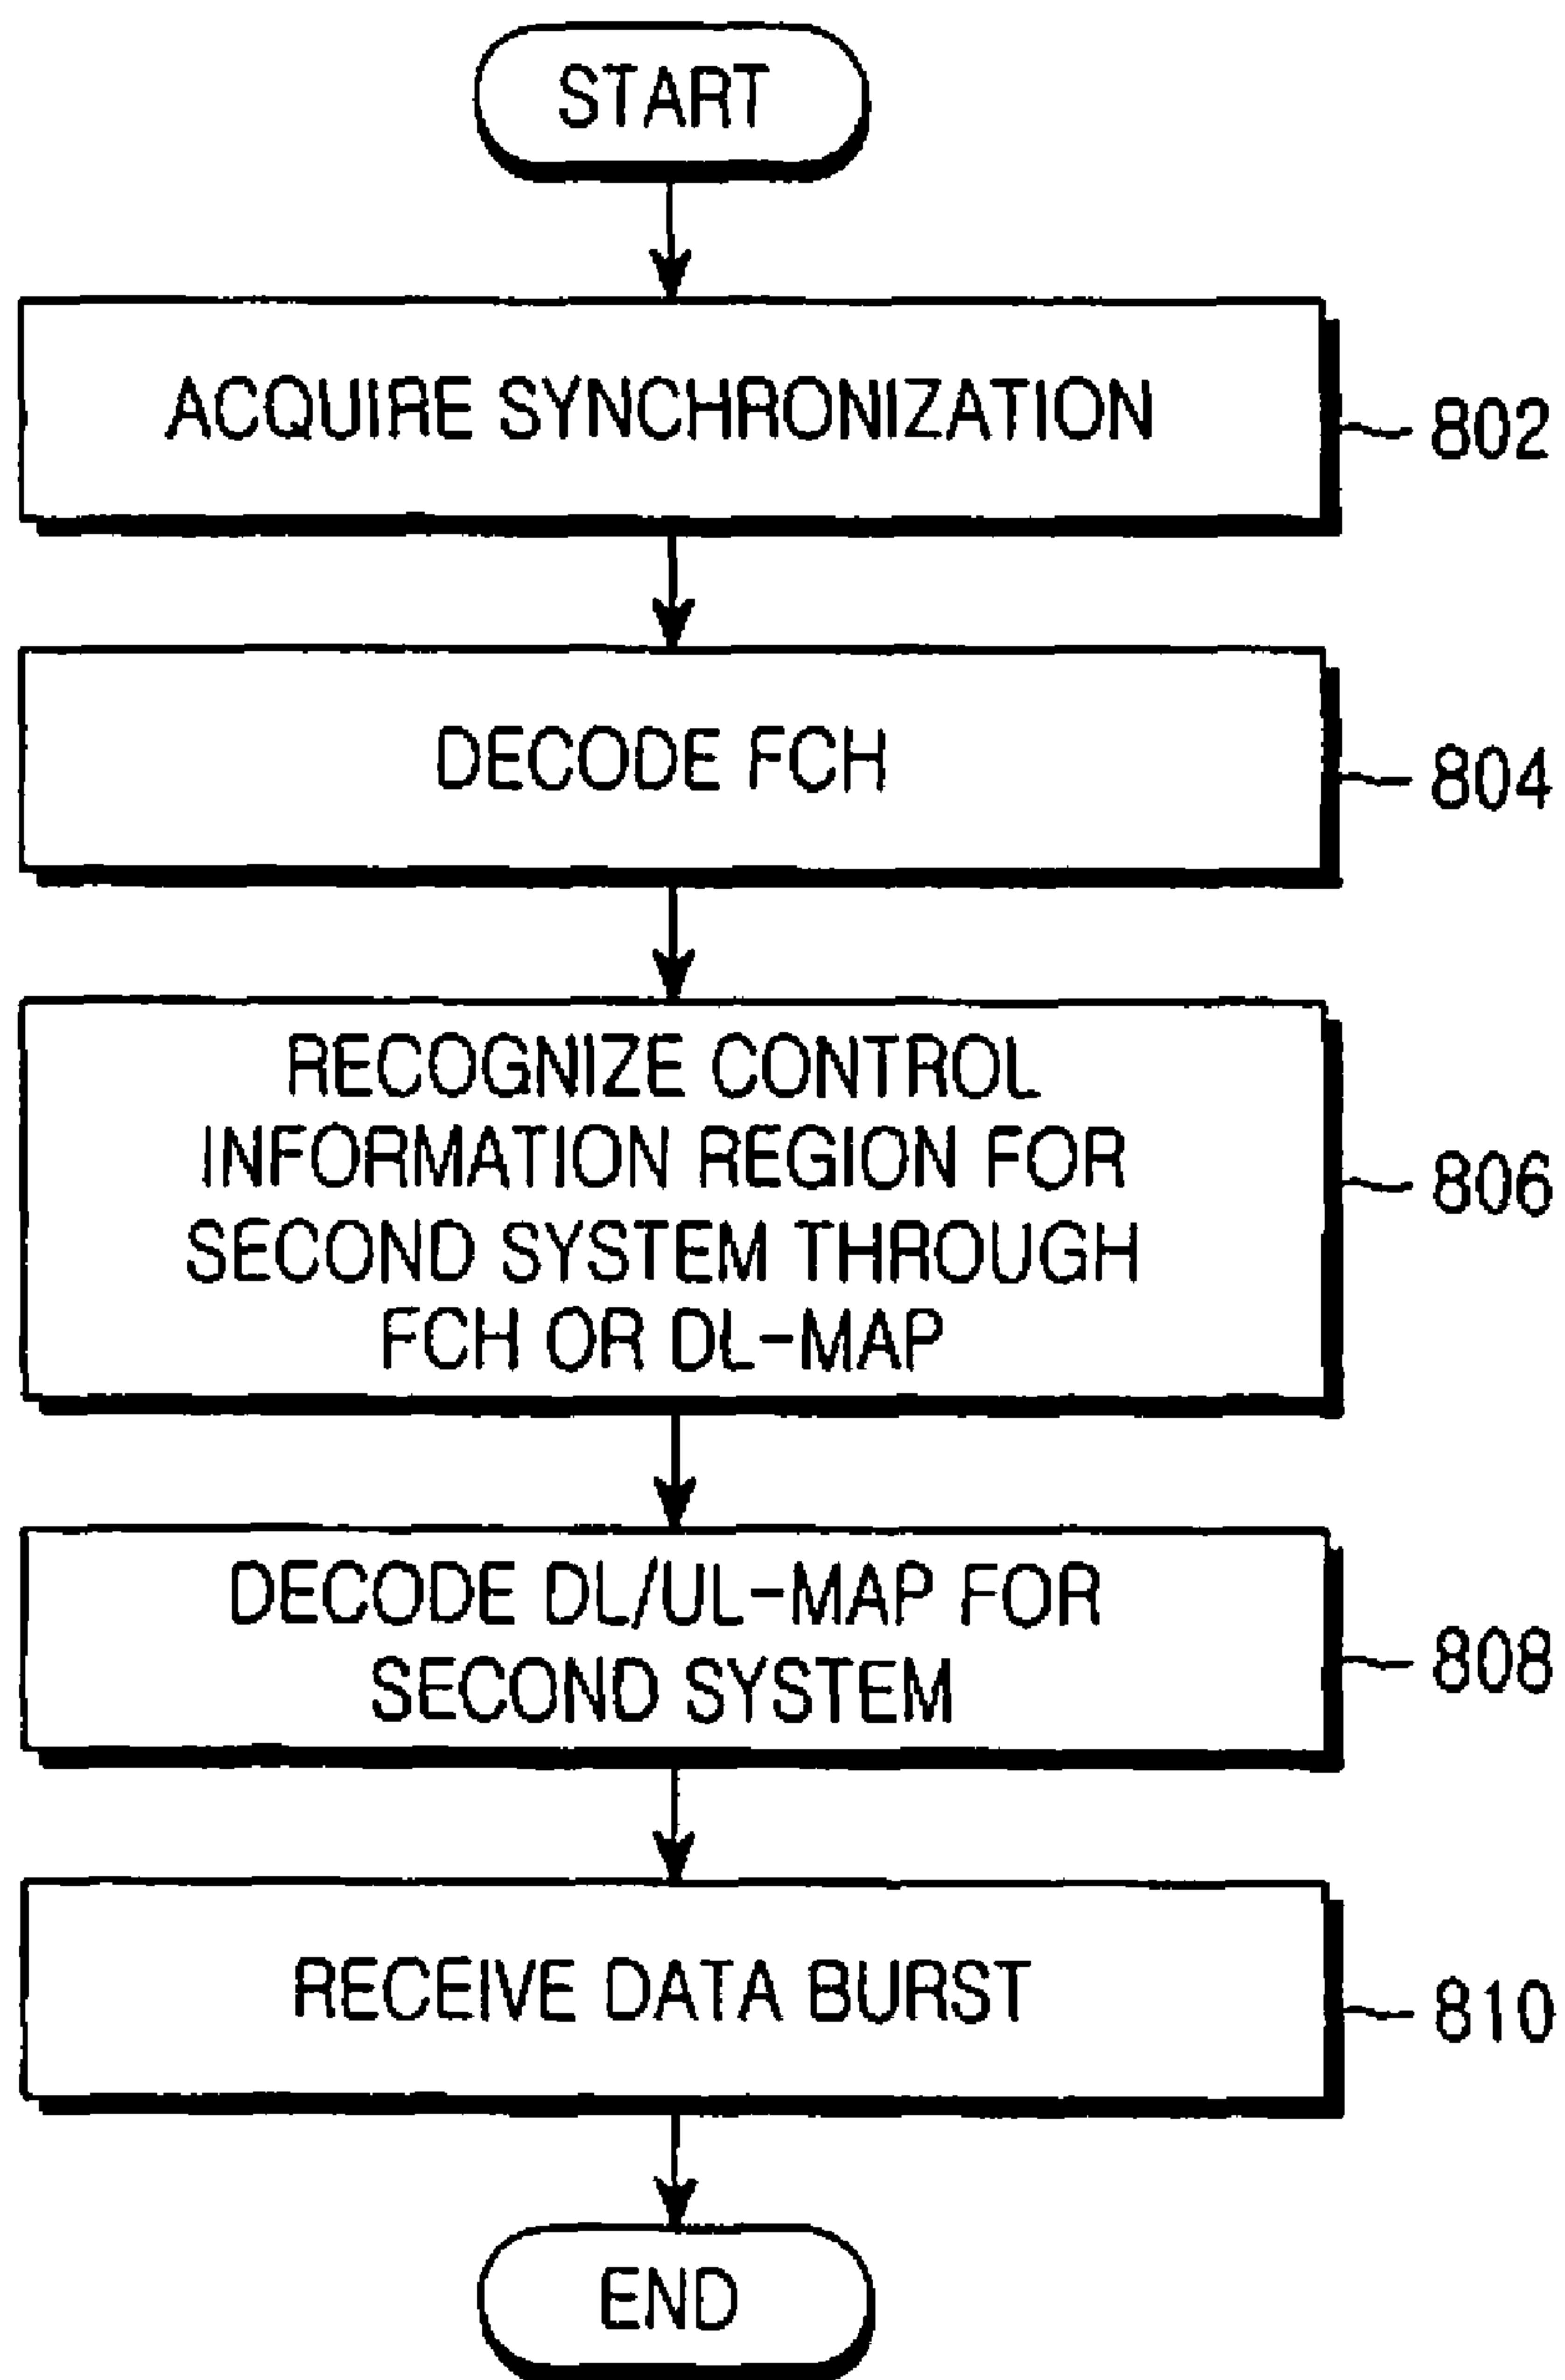 START
ACQUIRE SYNCHRONIZATION
802
DECODE FCH
804
RECOGNIZE CONTROL
INFORMATION REGION FOR
SECOND SYSTEM THROUGH
FCH OR DL-MAP
806
DECODE DL/UL-MAP FOR
SECOND SYSTEM
808
RECEIVE DATA BURST
810
END